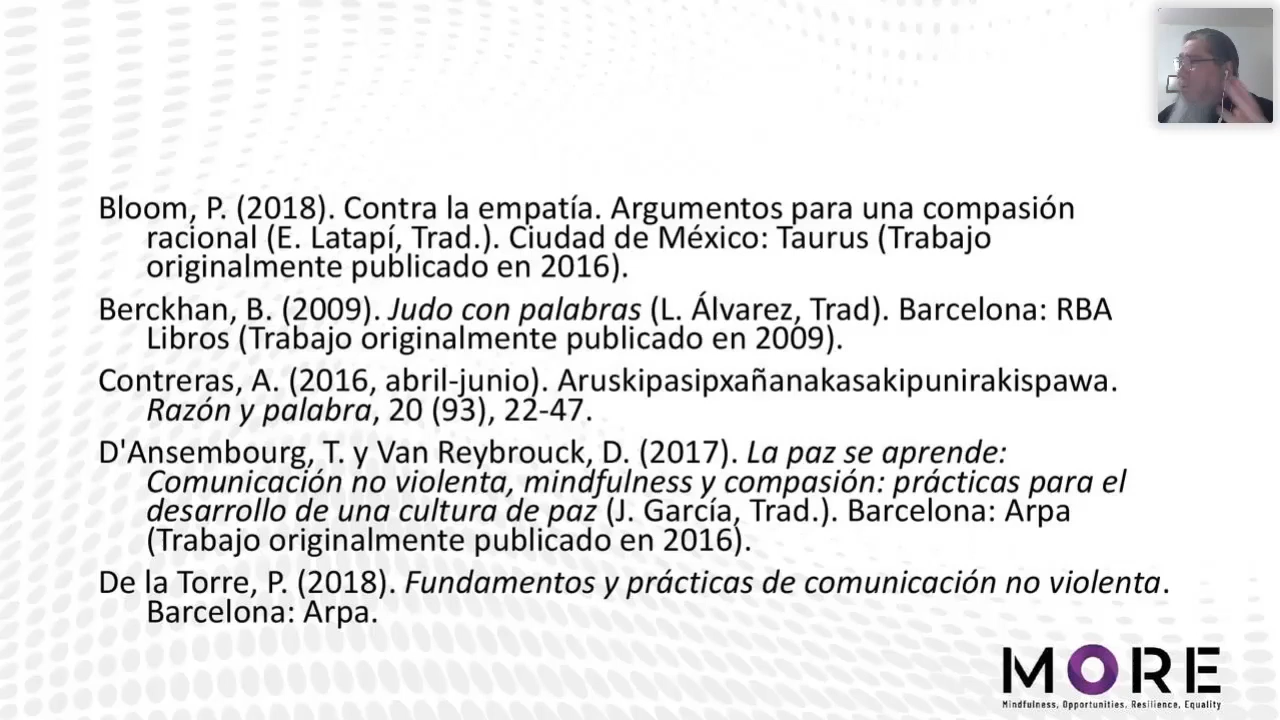 Bloom, P. (2018). Contra la empatía. Argumentos para una compasión
racional (E. Latapí, Trad.). Ciudad de México: Taurus (Trabajo
originalmente publicado en 2016).
Berckhan, B. (2009). Judo con palabras (L. Álvarez, Trad). Barcelona: RBA
Libros (Trabajo originalmente publicado en 2009).
Contreras, A. (2016, abril-junio). Aruskipasipxañanakasakipunirakispawa.
Razón y palabra, 20 (93), 22-47.
D'Ansembourg, T. y Van Reybrouck, D. (2017). La paz se aprende:
Comunicación no violenta, mindfulness y compasión: prácticas para el
desarrollo de una cultura de paz (J. García, Trad.). Barcelona: Arpa
(Trabajo originalmente publicado en 2016).
De la Torre, P. (2018). Fundamentos y prácticas de comunicación no violenta.
Barcelona: Arpa.
MORE
Mindfulness, Opportunities, Resilience, Equality